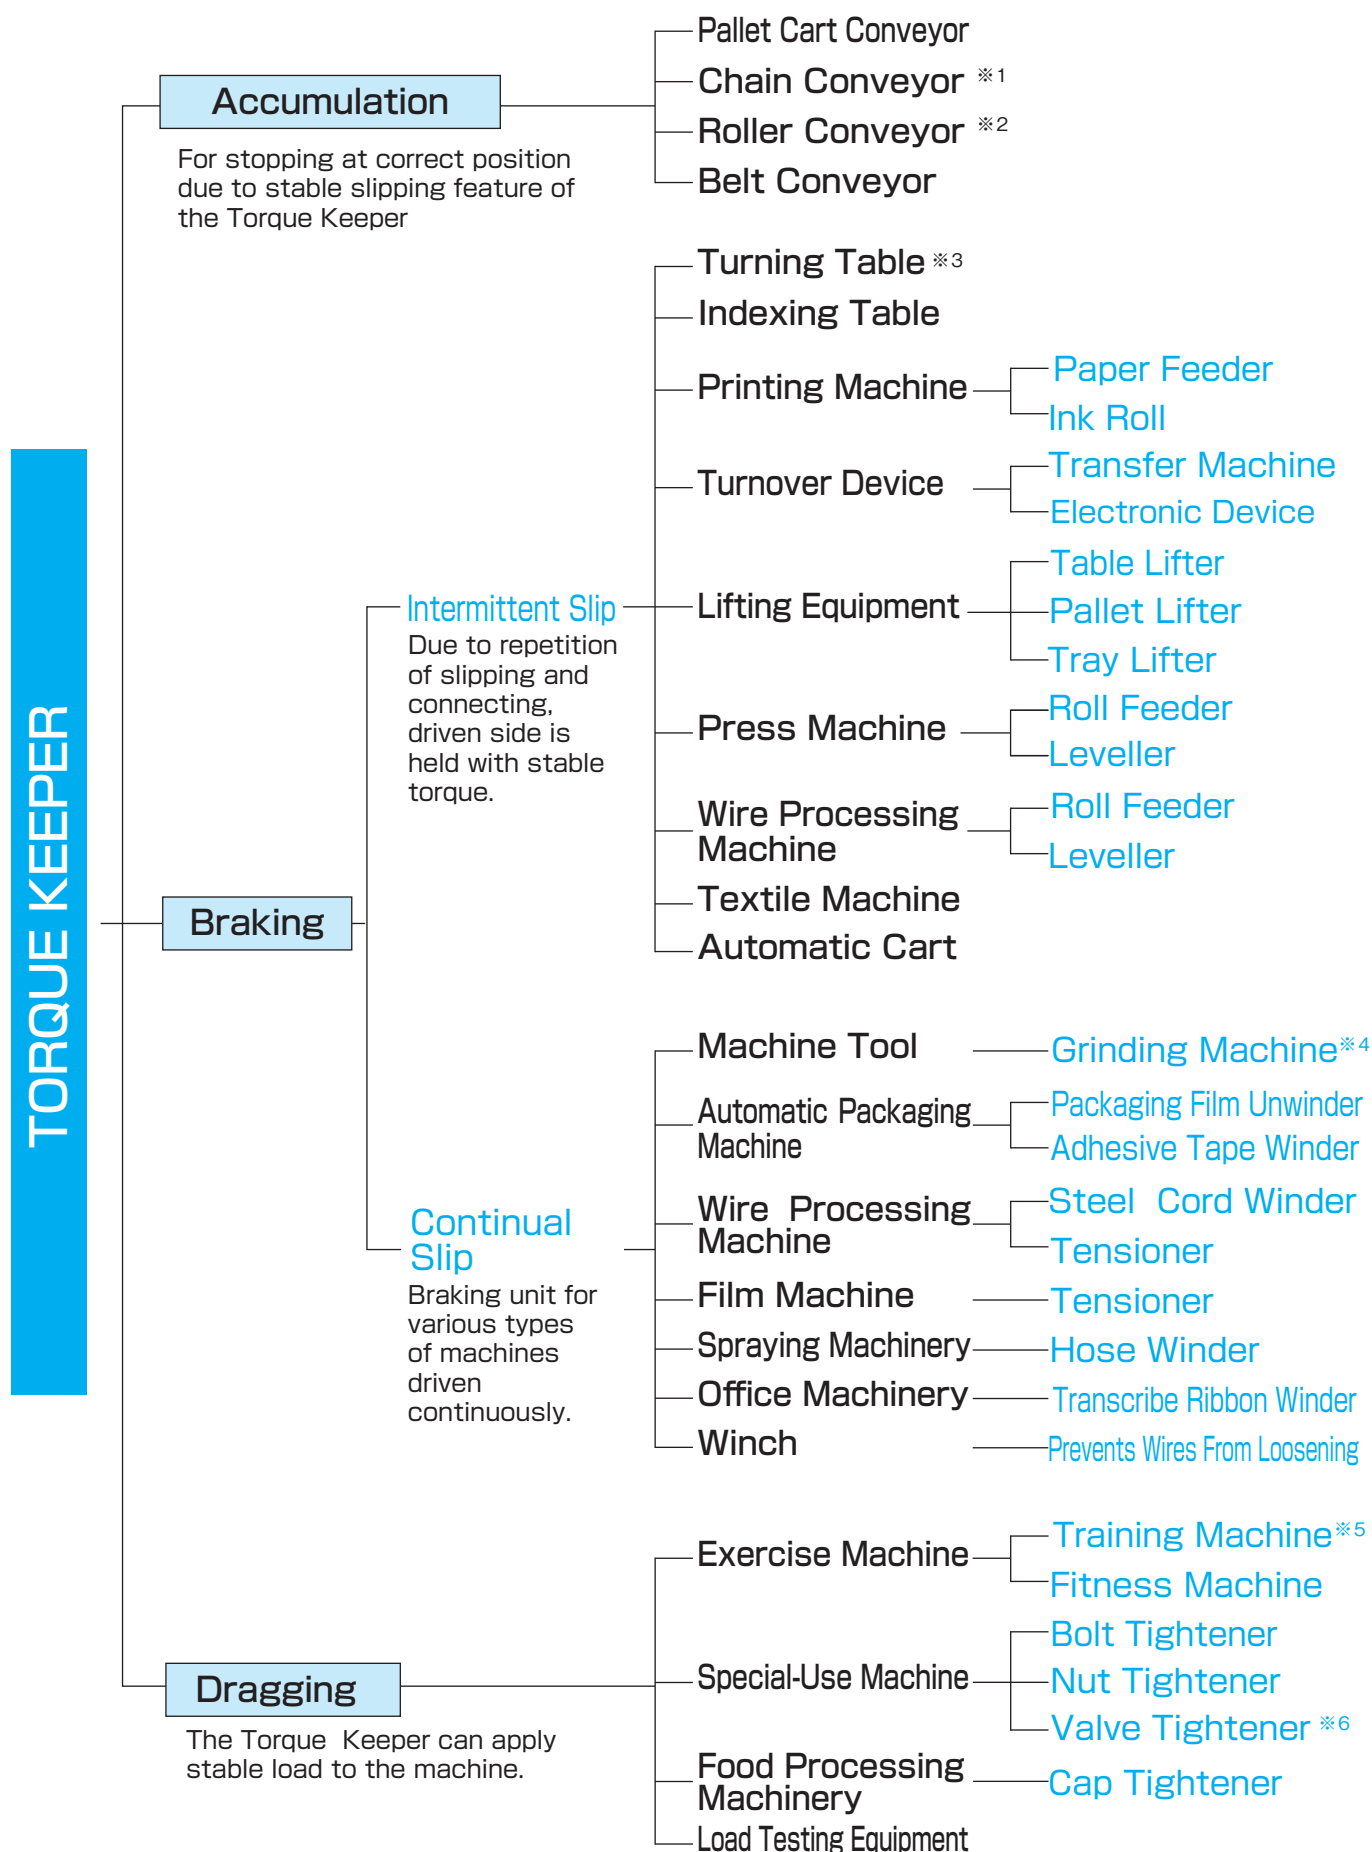 TORQUE KEEPER
Accumulation
For stopping at correct position
due to stable slipping feature of
the Torque Keeper
Pallet Cart Conveyor
Chain Conveyor ※1
Roller Conveyor ※2
Belt Conveyor
Braking
Intermittent Slip
Due to repetition
of slipping and
connecting,
driven side is
held with stable
torque.
Turning Table ※3
Indexing Table
Printing Machine
Paper Feeder
Ink Roll
Turnover Device
Transfer Machine
Electronic Device
Lifting Equipment
Table Lifter
Pallet Lifter
Tray Lifter
Press Machine
Roll Feeder
Leveller
Wire Processing
Machine
Roll Feeder
Leveller
Textile Machine
Automatic Cart
Continual
Slip
Braking unit for
various types
of machines
driven
continuously.
Machine Tool
Grinding Machine※4
Automatic Packaging
Machine
Packaging Film Unwinder
Adhesive Tape Winder
Wire Processing
Machine
Steel Cord Winder
Tensioner
Film Machine
Tensioner
Spraying Machinery
Hose Winder
Office Machinery
Transcribe Ribbon Winder
Winch
Prevents Wires From Loosening
Dragging
The Torque Keeper can apply
stable load to the machine.
Exercise Machine
Training Machine※5
Fitness Machine
Special-Use Machine
Bolt Tightener
Nut Tightener
Valve Tightener ※6
Food Processing
Machinery
Cap Tightener
Load Testing Equipment